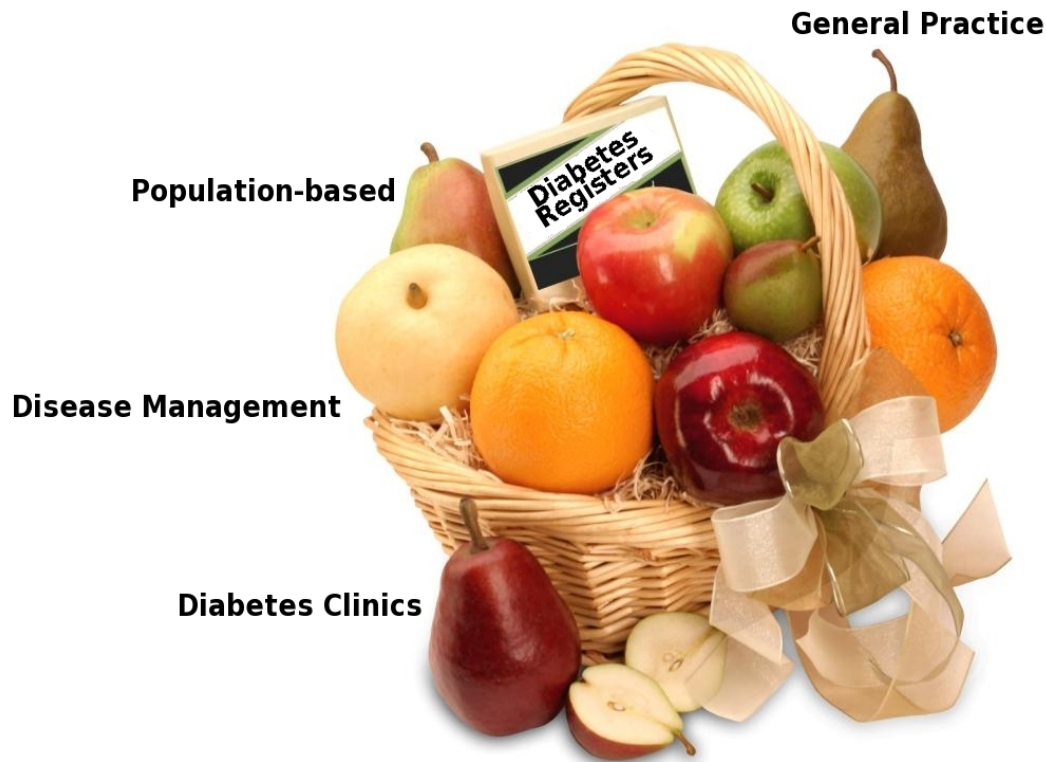 General Practice
Population-based
Diabetes
Registers
Disease Management
Diabetes Clinics